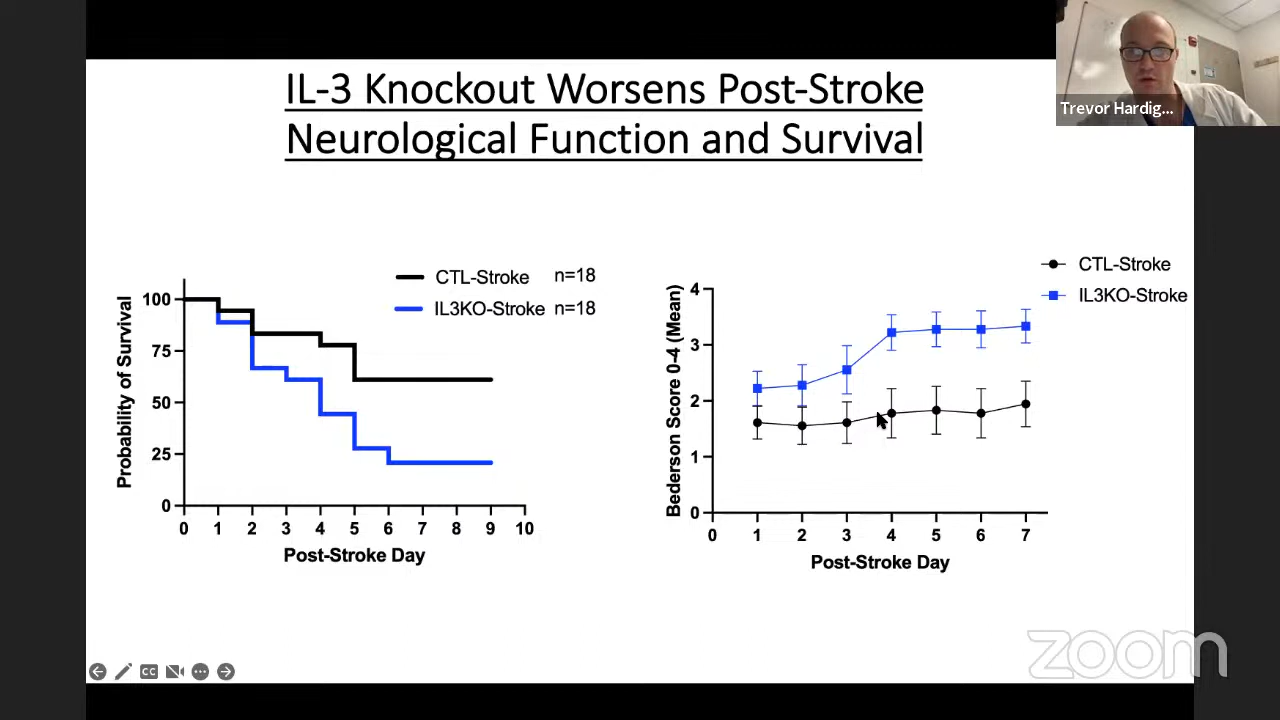 IL-3 Knockout Worsens Post-Stroke
Neurological Function and Survival
Trevor Hardig...
CTL-Stroke n=18
IL3KO-Stroke n=18
Probability of Survival
100
75
50
25
0
0 1 2 3 4 5 6 7 8 9 10
Post-Stroke Day
CTL-Stroke
IL3KO-Stroke
Bederson Score 0-4 (Mean)
4
3
2
1
0
0 1 2 3 4 5 6 7
Post-Stroke Day
CC
zoom